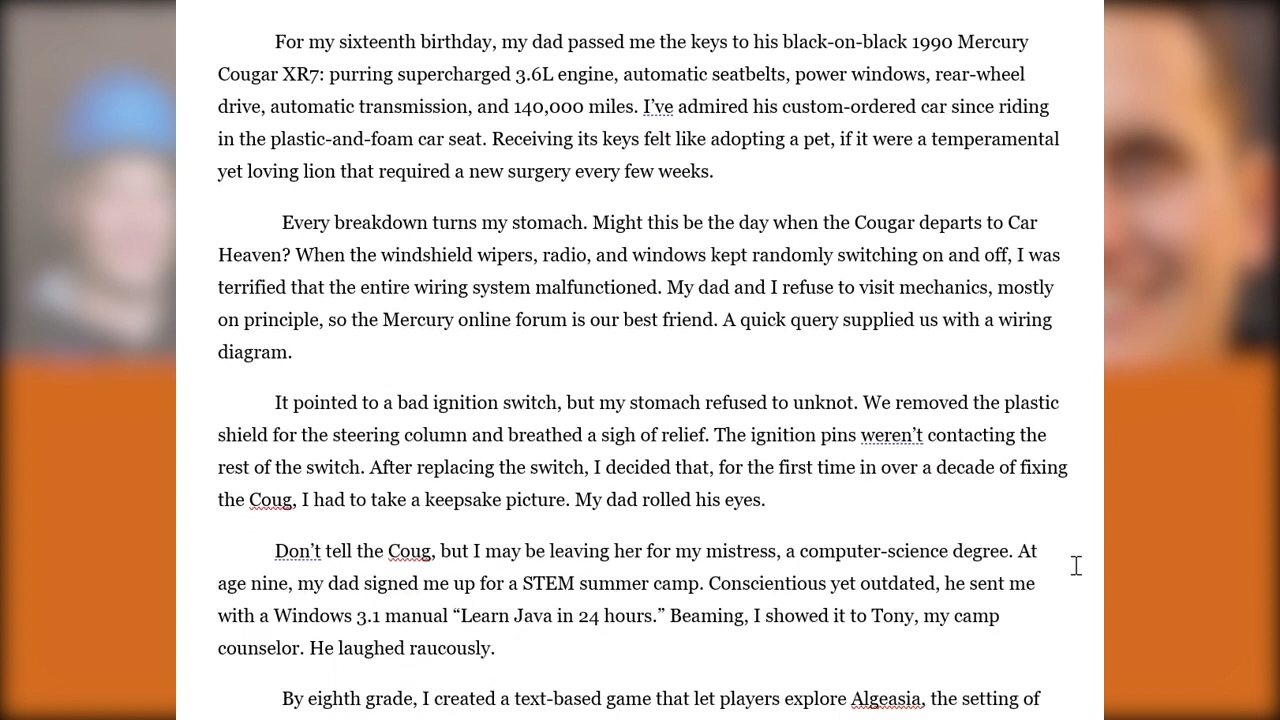 For my sixteenth birthday, my dad passed me the keys to his black-on-black 1990 Mercury
Cougar XR7: purring supercharged 3.6L engine, automatic seatbelts, power windows, rear-wheel
drive, automatic transmission, and 140,000 miles. I’ve admired his custom-ordered car since riding
in the plastic-and-foam car seat. Receiving its keys felt like adopting a pet, if it were a temperamental
yet loving lion that required a new surgery every few weeks.
Every breakdown turns my stomach. Might this be the day when the Cougar departs to Car
Heaven? When the windshield wipers, radio, and windows kept randomly switching on and off, I was
terrified that the entire wiring system malfunctioned. My dad and I refuse to visit mechanics, mostly
on principle, so the Mercury online forum is our best friend. A quick query supplied us with a wiring
diagram.
It pointed to a bad ignition switch, but my stomach refused to unknot. We removed the plastic
shield for the steering column and breathed a sigh of relief. The ignition pins weren’t contacting the
rest of the switch. After replacing the switch, I decided that, for the first time in over a decade of fixing
the Coug, I had to take a keepsake picture. My dad rolled his eyes.
Don’t tell the Coug, but I may be leaving her for my mistress, a computer-science degree. At
age nine, my dad signed me up for a STEM summer camp. Conscientious yet outdated, he sent me
with a Windows 3.1 manual “Learn Java in 24 hours.” Beaming, I showed it to Tony, my camp
counselor. He laughed raucously.
By eighth grade, I created a text-based game that let players explore Algeasia, the setting of